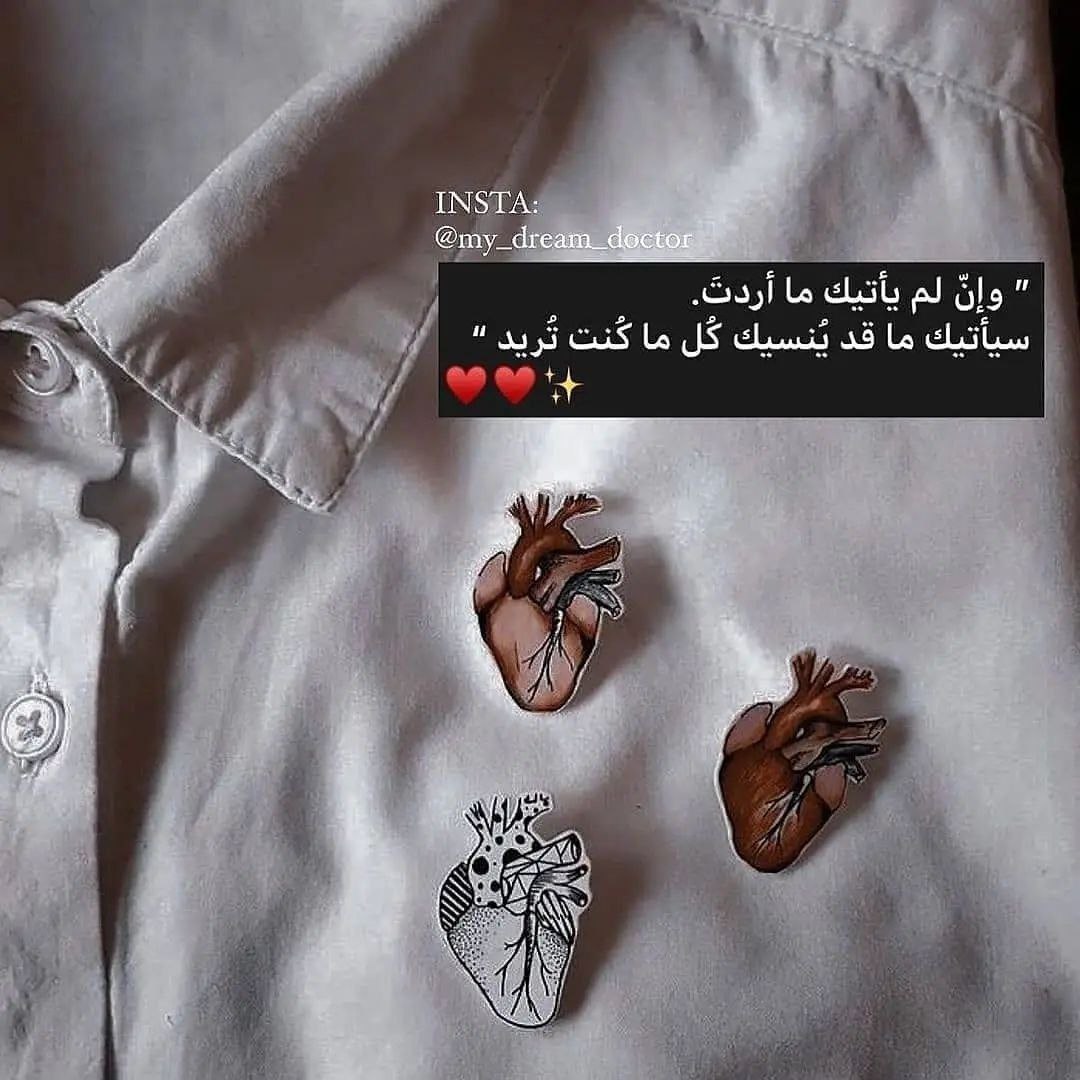 INSTA:
@my_dream_doctor
” وإنّ لم يأتيك ما أردتَ.
سيأتيك ما قد يُنسيك كُل ما كُنت تُريد “
♥️♥️✨